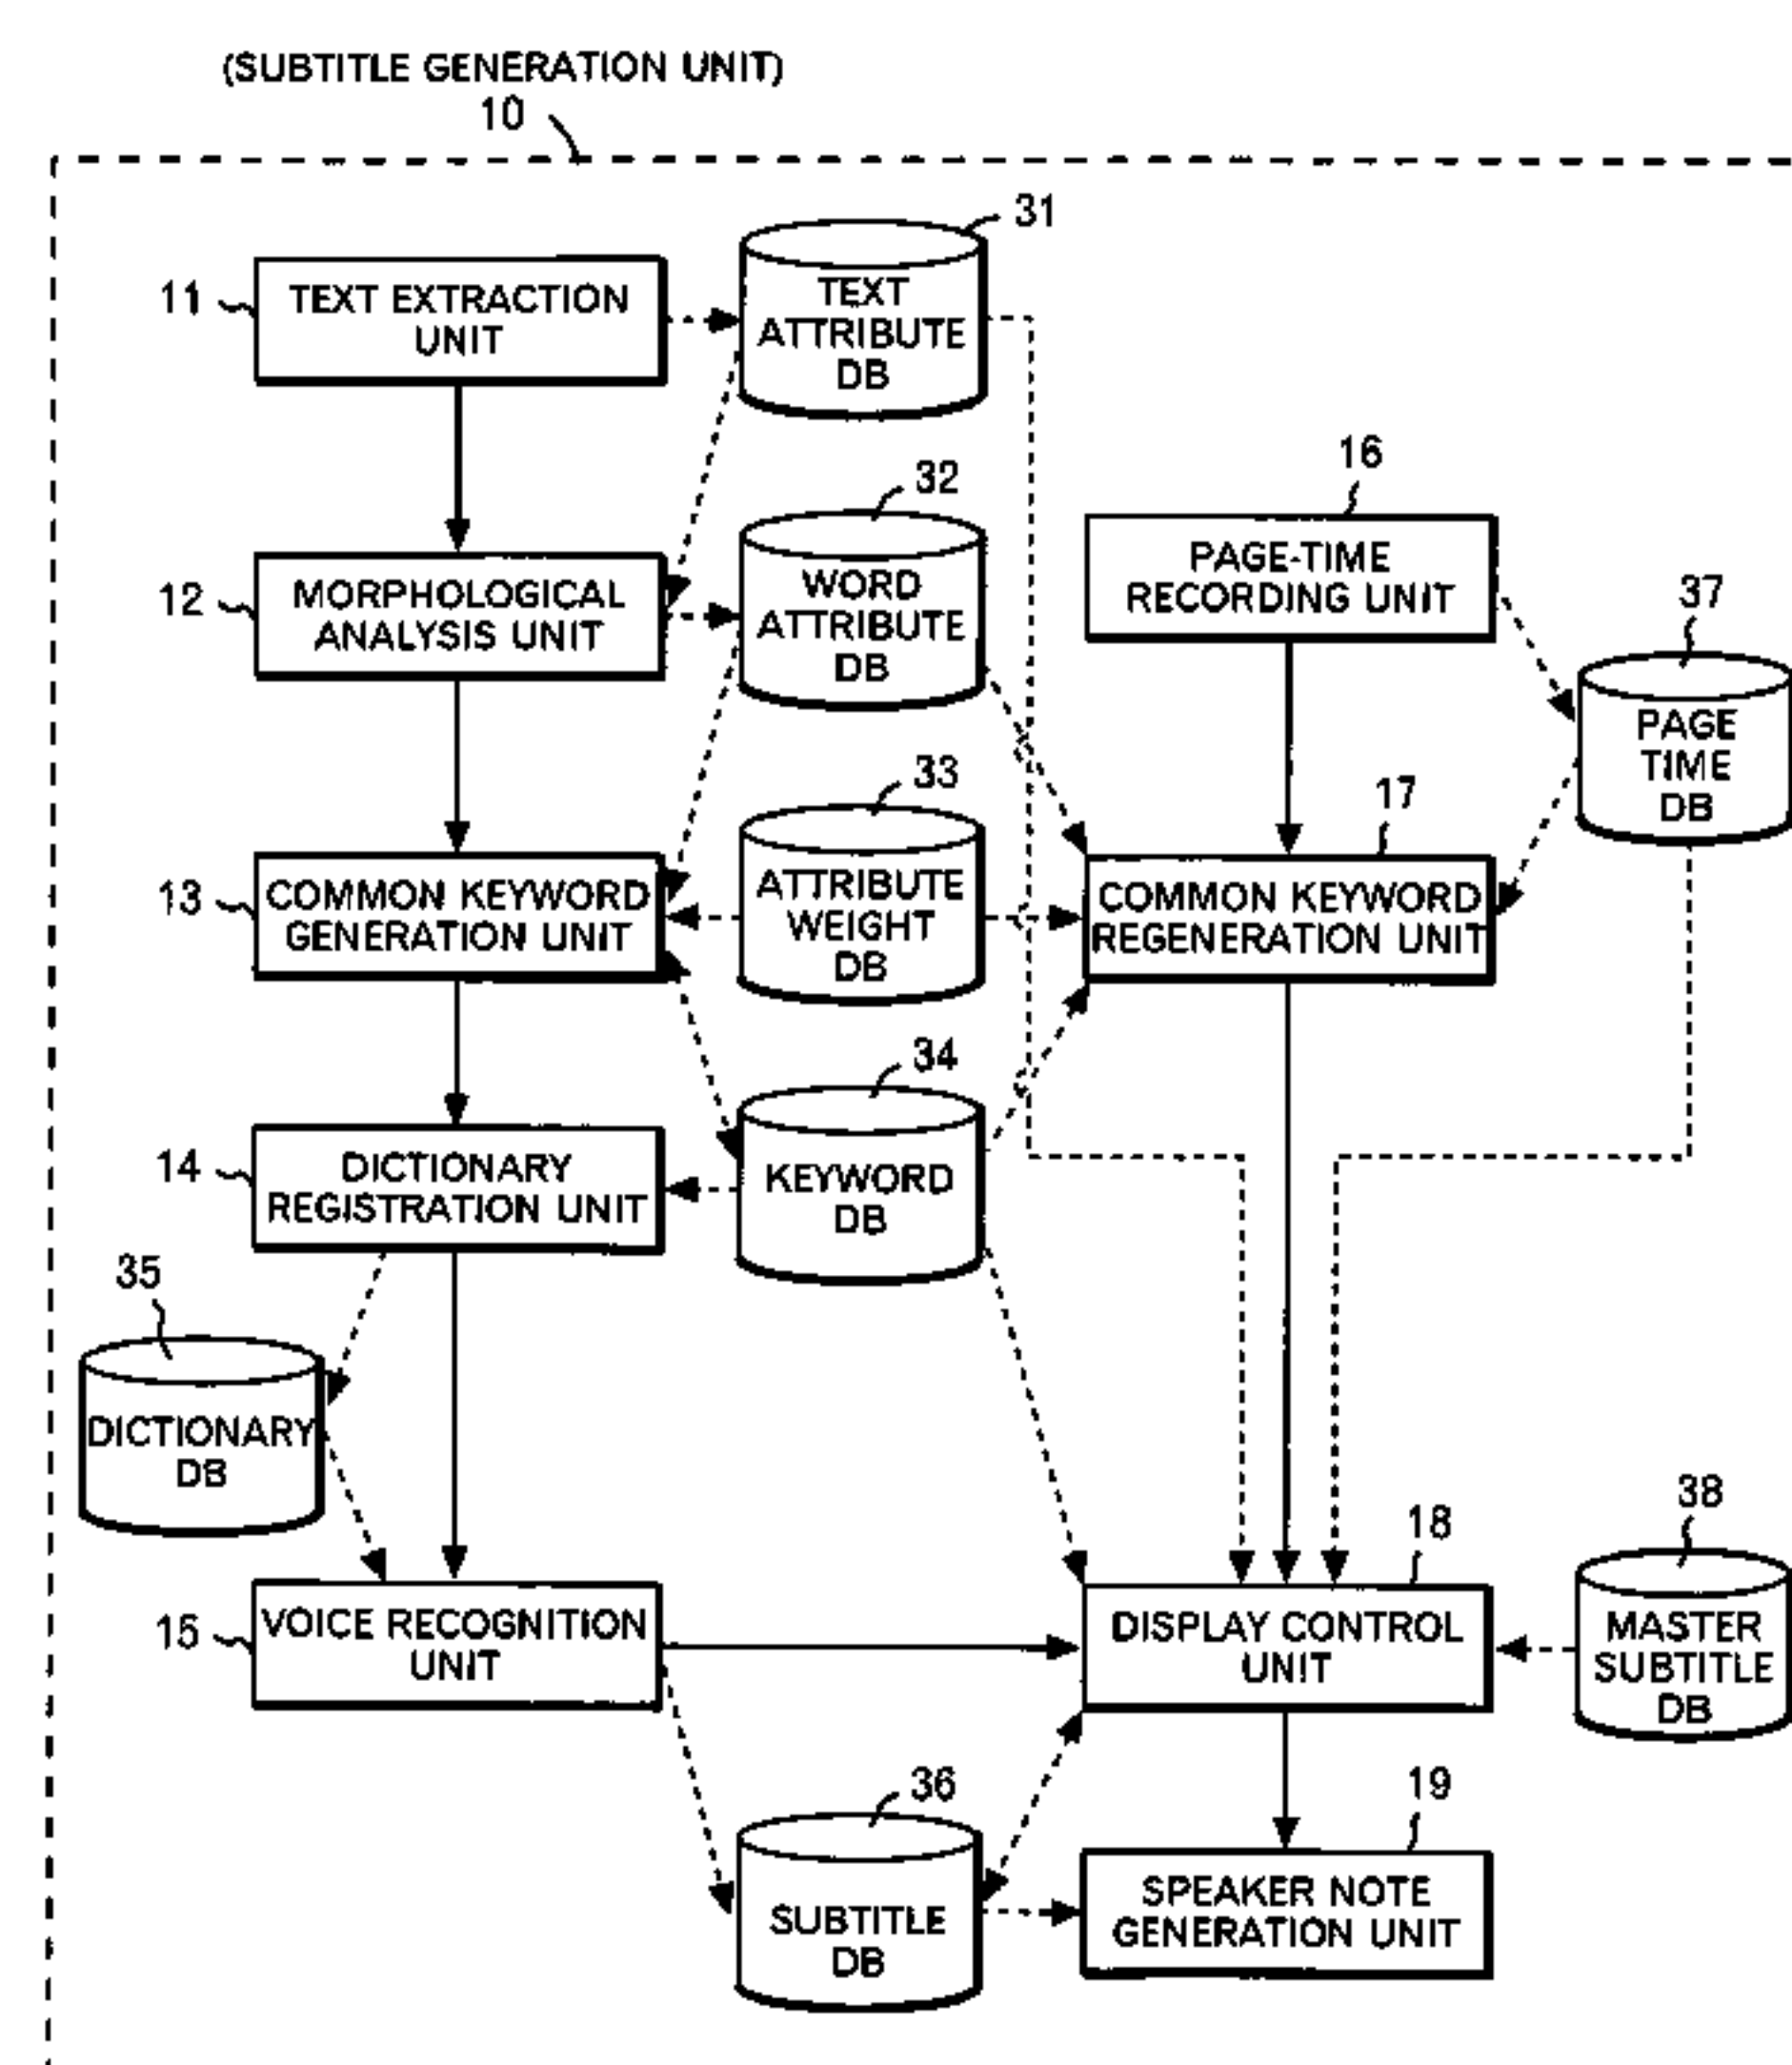 (SUBTITLE GENERATION UNIT)
10
31
11
TEXT EXTRACTION
UNIT
TEXT
ATTRIBUTE
DB
16
32
12
MORPHOLOGICAL
ANALYSIS UNIT
WORD
ATTRIBUTE
DB
PAGE-TIME
RECORDING UNIT
37
PAGE
TIME
DB
33
17
13
COMMON KEYWORD
GENERATION UNIT
ATTRIBUTE
WEIGHT
DB
COMMON KEYWORD
REGENERATION UNIT
34
14
DICTIONARY
REGISTRATION UNIT
KEYWORD
DB
35
DICTIONARY
DB
18
38
15
VOICE RECOGNITION
UNIT
DISPLAY CONTROL
UNIT
MASTER
SUBTITLE
DB
36
19
SUBTITLE
DB
SPEAKER NOTE
GENERATION UNIT